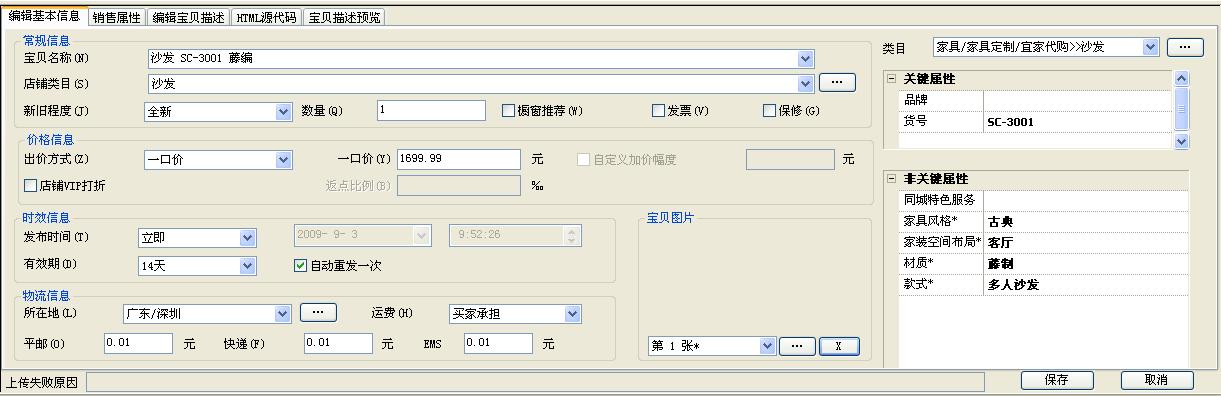 编辑基本信息 销售属性 编辑宝贝描述 HTML源代码 宝贝描述预览
常规信息
宝贝名称(N) 沙发 SC-3001 藤编
店铺类目(S) 沙发 ...
新旧程度(J) 全新 数量(Q) 1 橱窗推荐(W) 发票(V) 保修(G)
价格信息
出价方式(Z) 一口价 一口价(Y) 1699.99 元 自定义加价幅度 元
店铺VIP打折 返点比例(B) ‰
时效信息
发布时间(T) 立即 2009- 9- 3 9:52:26
有效期(D) 14天 自动重发一次
物流信息
所在地(L) 广东/深圳 ... 运费(H) 买家承担
平邮(O) 0.01 元 快递(F) 0.01 元 EMS 0.01 元
宝贝图片
第 1 张* ... X
类目 家具/家具定制/宜家代购>>沙发 ...
关键属性
品牌
货号 SC-3001
非关键属性
同城特色服务
家具风格* 古典
家装空间布局* 客厅
材质* 藤制
款式* 多人沙发
上传失败原因 保存 取消